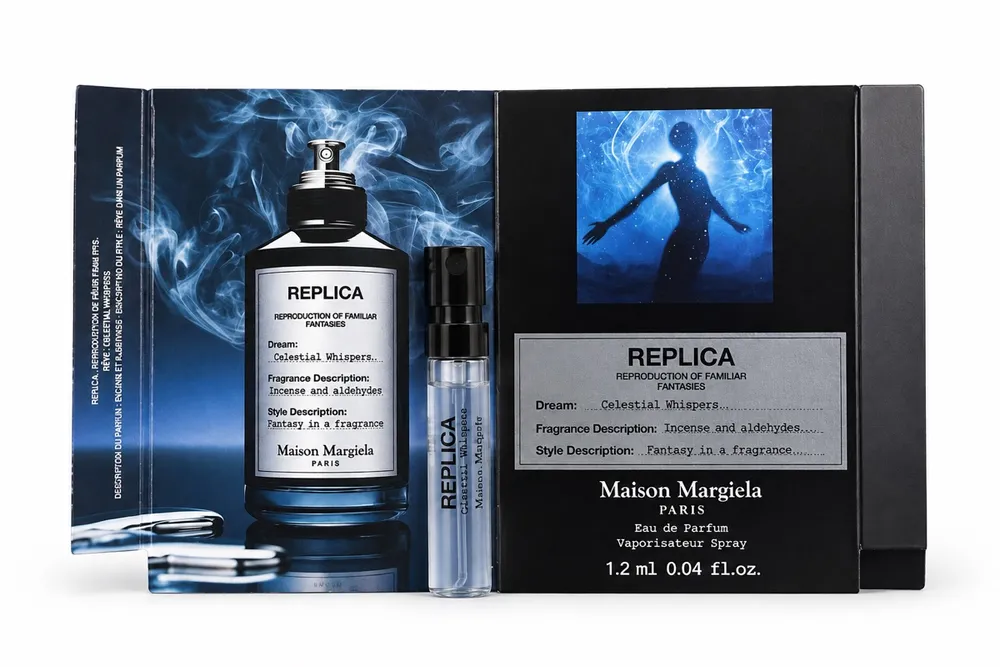 REPLICA
REPRODUCTION OF FAMILIAR
FANTASIES
Dream:
Celestial Whispers..
Fragrance Description:
Incense and aldehydes
Style Description:
Fantasy in a fragrance
Maison Margiela
PARIS
REPLICA
REPLICA
REPRODUCTION OF FAMILIAR
FANTASIES
Dream: Celestial Whispers...
Fragrance Description: Incense and aldehydes....
Style Description: Fantasy in a fragrance....
Maison Margiela
PARIS
Eau de Parfum
Vaporisateur Spray
1.2 ml 0.04 fl.oz.